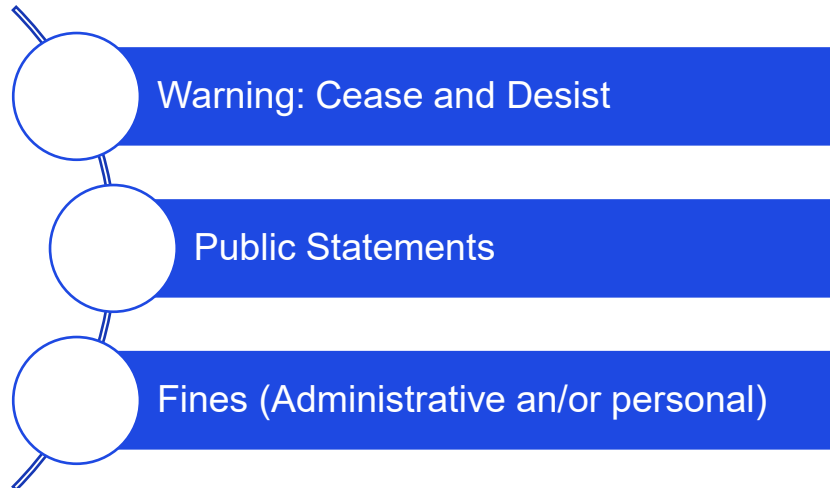 Warning: Cease and Desist
Public Statements
Fines (Administrative an/or personal)